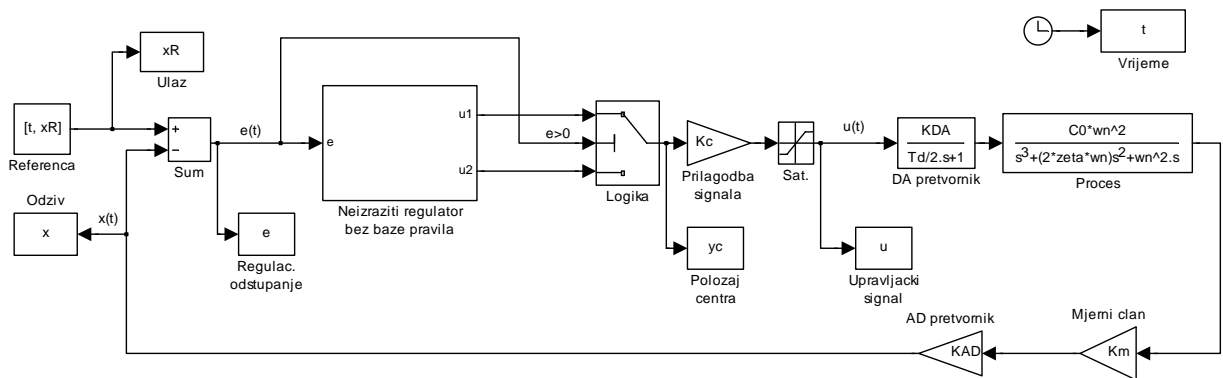 xR
Ulaz
t
Vrijeme
[t, xR]
Referenca
+
−
Sum
e(t)
e
u1
u2
Neizraziti regulator
bez baze pravila
e>0
Logika
Kc
Prilagodba
signala
Sat.
u(t)
KDA
Td/2.s+1
DA pretvornik
C0*wn^2
s3+(2*zeta*wn)s2+wn^2.s
Proces
Odziv
x
x(t)
e
Regulac.
odstupanje
yc
Polozaj
centra
u
Upravljacki
signal
AD pretvornik
KAD
Mjerni clan
Km